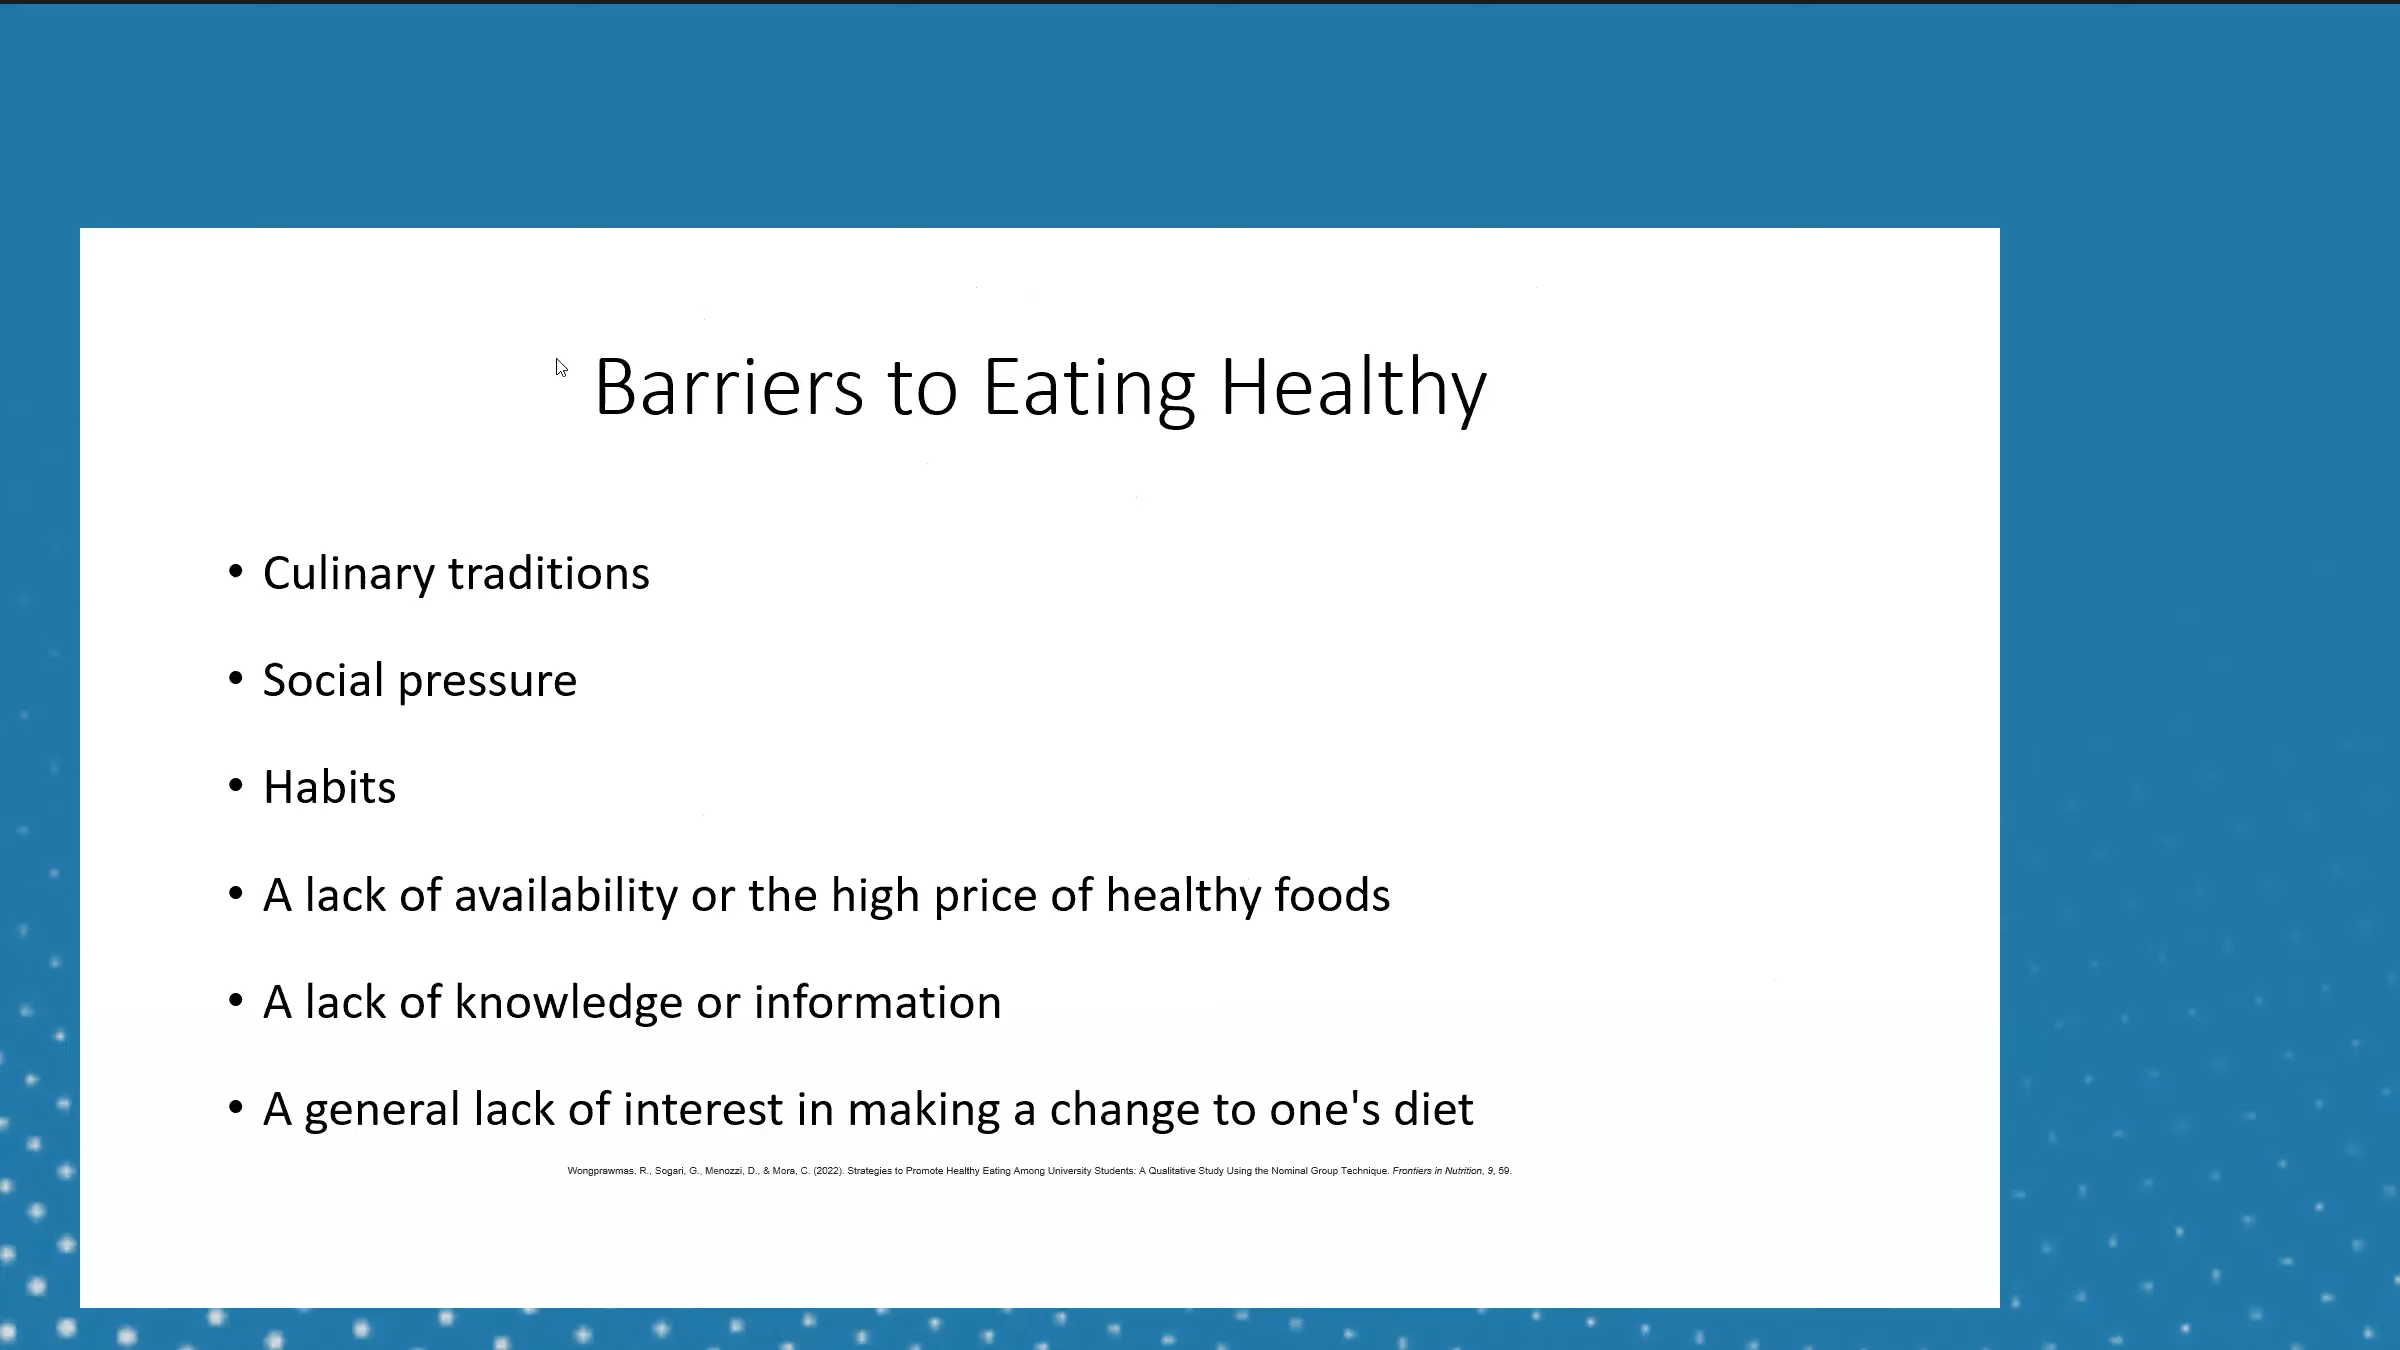 Barriers to Eating Healthy
• Culinary traditions
• Social pressure
• Habits
• A lack of availability or the high price of healthy foods
• A lack of knowledge or information
• A general lack of interest in making a change to one's diet
Wongprawmas, R., Sogari, G., Menozzi, D., & Mora, C. (2022). Strategies to Promote Healthy Eating Among University Students: A Qualitative Study Using the Nominal Group Technique. Frontiers in Nutrition, 9, 59.